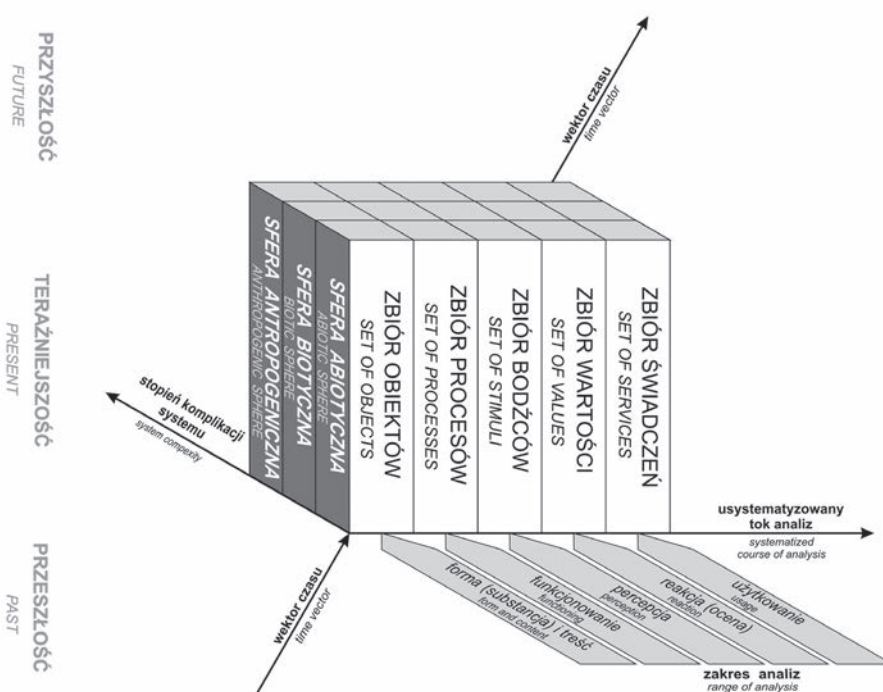 PRZYSZŁOŚĆ
FUTURE
TERAŹNIEJSZOŚĆ
PRESENT
PRZESZŁOŚĆ
PAST
wektor czasu
time vector
SFERA ANTROPOGENICZNA
ANTHROPOGENIC SPHERE
SFERA BIOTYCZNA
BIOTIC SPHERE
SFERA ABIOTYCZNA
ABIOTIC SPHERE
ZBIÓR OBIEKTÓW
SET OF OBJECTS
ZBIÓR PROCESÓW
SET OF PROCESSES
ZBIÓR BODŹCÓW
SET OF STIMULI
ZBIÓR WARTOŚCI
SET OF VALUES
ZBIÓR ŚWIADCZEŃ
SET OF SERVICES
stopień komplikacji
systemu
system compexity
usystematyzowany
tok analiz
systematized
course of analysis
wektor czasu
time vector
forma (substancja) i treść
form and content
funkcjonowanie
functioning
percepcja
perception
reakcja (ocena)
reaction
użytkowanie
usage
zakres analiz
range of analysis